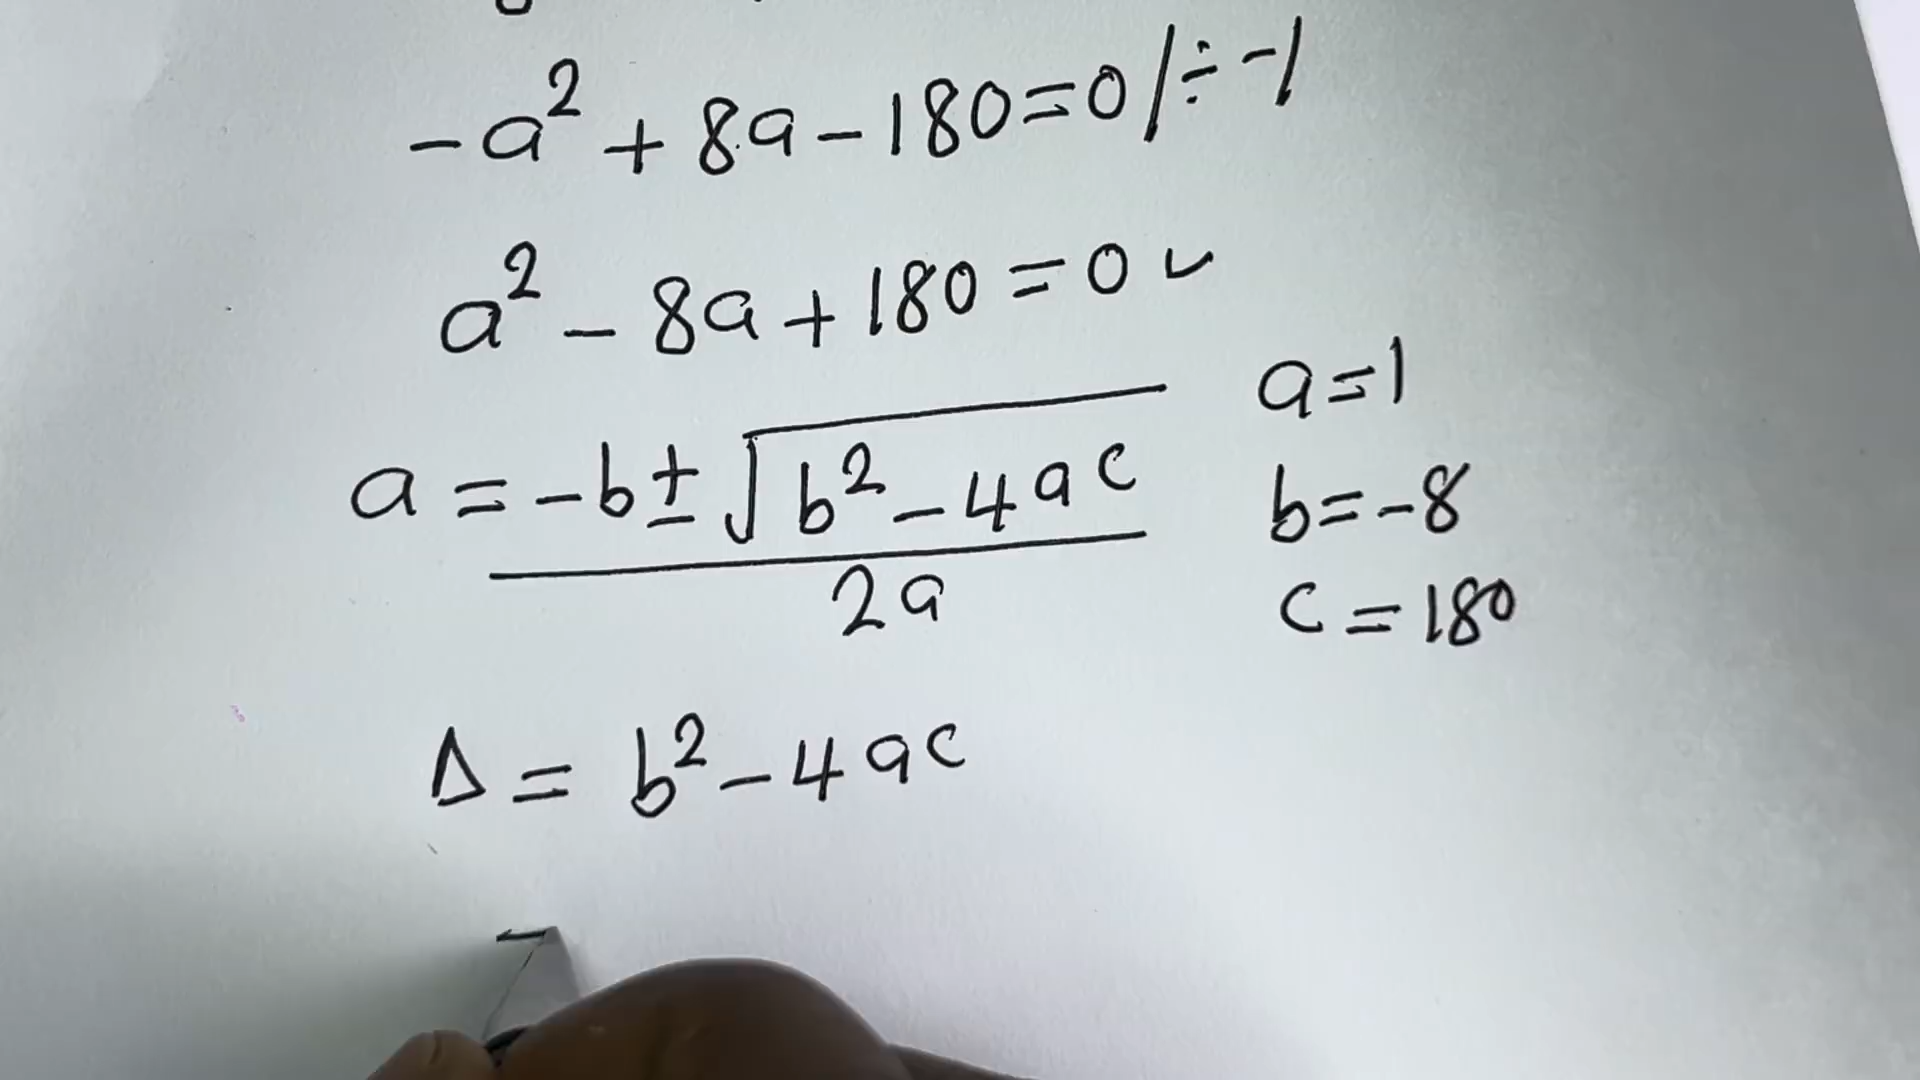 -a² + 8a - 180 = 0 / ÷ -1
a² - 8a + 180 = 0 ✓
a = -b ± √b² - 4ac / 2a
a = 1
b = -8
c = 180
Δ = b² - 4ac